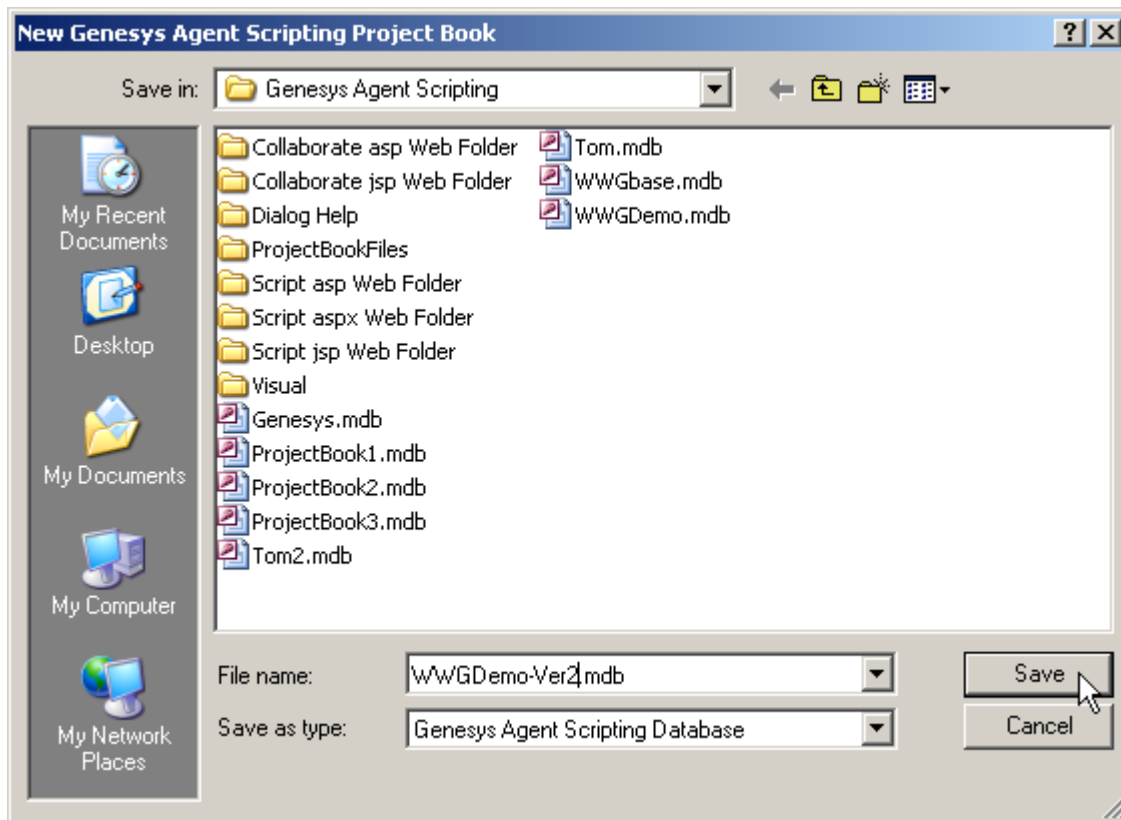 New Genesys Agent Scripting Project Book
Save in:
Genesys Agent Scripting
My Recent
Documents
Desktop
My Documents
My Computer
My Network
Places
Collaborate asp Web Folder
Collaborate jsp Web Folder
Dialog Help
ProjectBookFiles
Script asp Web Folder
Script aspx Web Folder
Script jsp Web Folder
Visual
Genesys.mdb
ProjectBook1.mdb
ProjectBook2.mdb
ProjectBook3.mdb
Tom2.mdb
Tom.mdb
WWGbase.mdb
WWGDemo.mdb
File name:
WWGDemo-Ver2.mdb
Save
Save as type:
Genesys Agent Scripting Database
Cancel